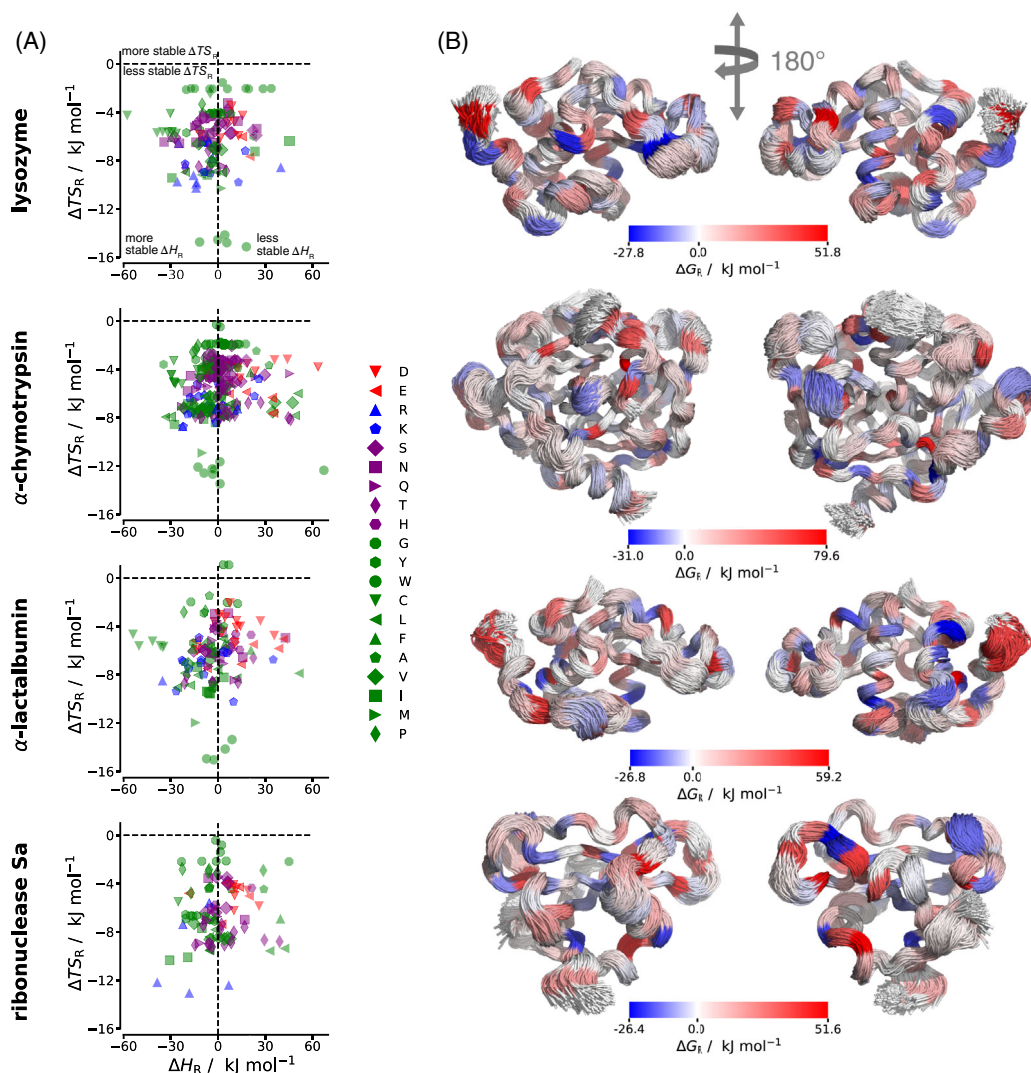 (A)
(B)
180°
lysozyme
ΔTS_R / kJ mol⁻¹
0
−4
−8
−12
−16
more stable ΔTS_R
less stable ΔTS_R
more stable ΔH_R
less stable ΔH_R
−60 −30 0 30 60
-27.8 0.0 51.8
ΔG_R / kJ mol⁻¹
α-chymotrypsin
ΔTS_R / kJ mol⁻¹
0
−4
−8
−12
−16
−60 −30 0 30 60
D
E
R
K
S
N
Q
T
H
G
Y
W
C
L
F
A
V
I
M
P
-31.0 0.0 79.6
ΔG_R / kJ mol⁻¹
α-lactalbumin
ΔTS_R / kJ mol⁻¹
0
−4
−8
−12
−16
−60 −30 0 30 60
-26.8 0.0 59.2
ΔG_R / kJ mol⁻¹
ribonuclease Sa
ΔTS_R / kJ mol⁻¹
0
−4
−8
−12
−16
−60 −30 0 30 60
ΔH_R / kJ mol⁻¹
-26.4 0.0 51.6
ΔG_R / kJ mol⁻¹